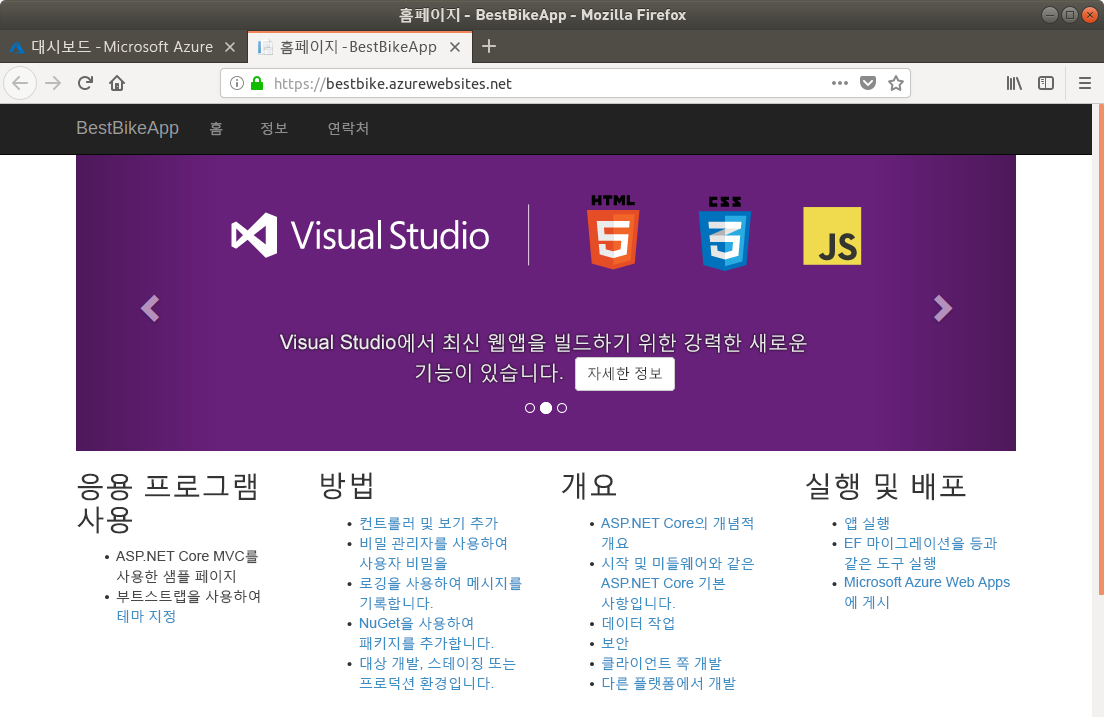 홈페이지 - BestBikeApp - Mozilla Firefox
대시보드 - Microsoft Azure
홈페이지 - BestBikeApp
https://bestbike.azurewebsites.net
BestBikeApp 홈 정보 연락처
Visual Studio
HTML
5
CSS
3
JS
Visual Studio에서 최신 웹앱을 빌드하기 위한 강력한 새로운
기능이 있습니다. 자세한 정보
응용 프로그램
사용
ASP.NET Core MVC를
사용한 샘플 페이지
부트스트랩을 사용하여
테마 지정
방법
컨트롤러 및 보기 추가
비밀 관리자를 사용하여
사용자 비밀을
로깅을 사용하여 메시지를
기록합니다.
NuGet을 사용하여
패키지를 추가합니다.
대상 개발, 스테이징 또는
프로덕션 환경입니다.
개요
ASP.NET Core의 개념적
개요
시작 및 미들웨어와 같은
ASP.NET Core 기본
사항입니다.
데이터 작업
보안
클라이언트 쪽 개발
다른 플랫폼에서 개발
실행 및 배포
앱 실행
EF 마이그레이션을 등과
같은 도구 실행
Microsoft Azure Web Apps
에 게시